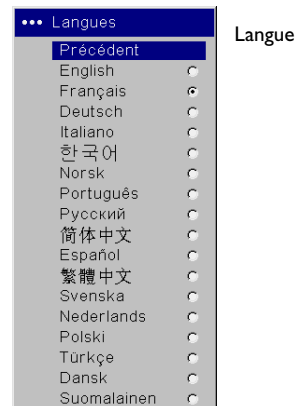 ••• Langues
Langue
Précédent
English
Français
Deutsch
Italiano
한국어
Norsk
Português
Русский
简体中文
Español
繁體中文
Svenska
Nederlands
Polski
Türkçe
Dansk
Suomalainen